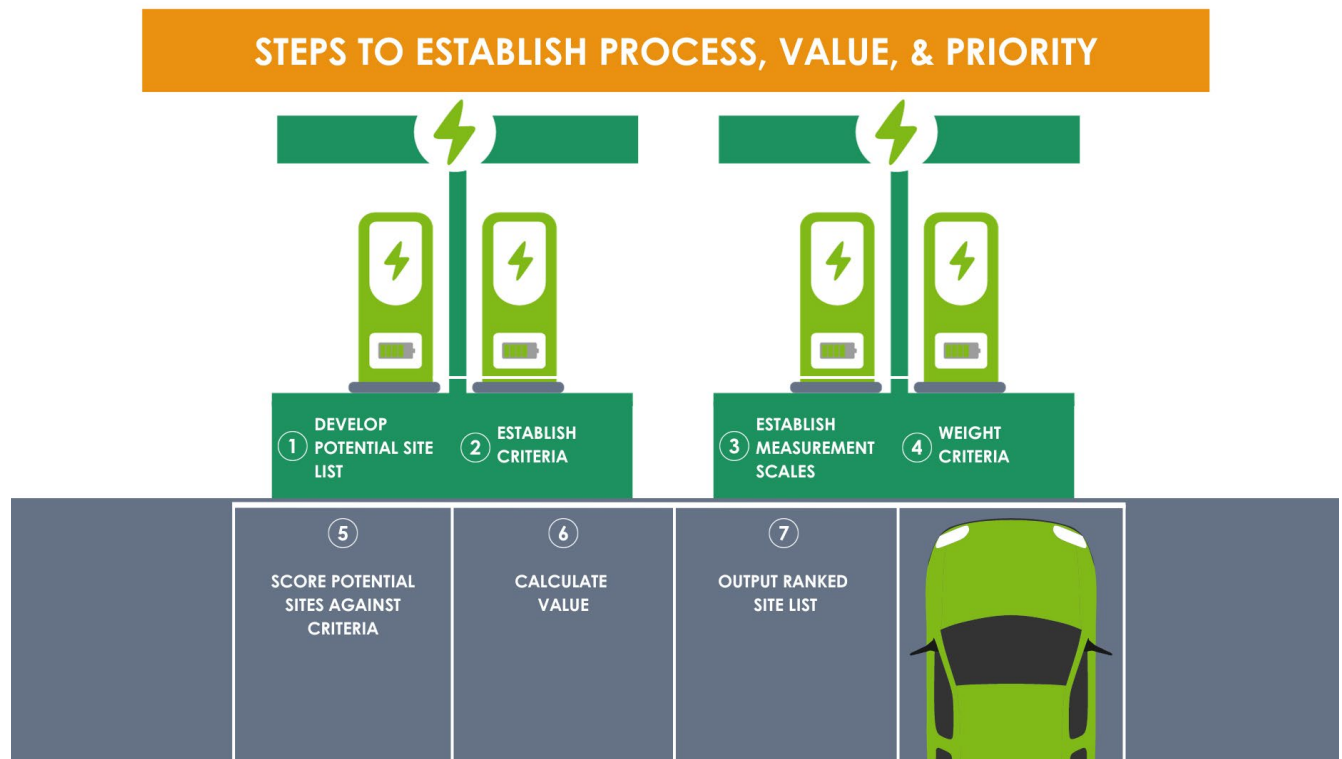 STEPS TO ESTABLISH PROCESS, VALUE, & PRIORITY
1
DEVELOP
POTENTIAL SITE
LIST
2
ESTABLISH
CRITERIA
3
ESTABLISH
MEASUREMENT
SCALES
4
WEIGHT
CRITERIA
5
SCORE POTENTIAL
SITES AGAINST
CRITERIA
6
CALCULATE
VALUE
7
OUTPUT RANKED
SITE LIST